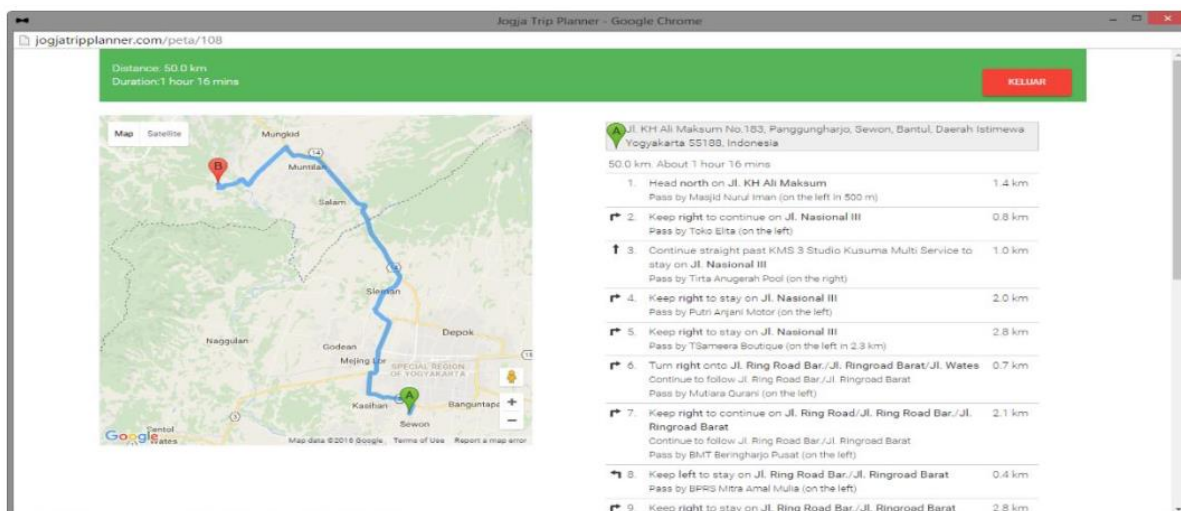 Jogja Trip Planner - Google Chrome
jogjatripplanner.com/peta/108
Distance: 50.0 km
Duration:1 hour 16 mins
KELUAR
Map Satellite
Mungkid
B
14
Muntilan
Salam
Sleman
Depok
Naggulan
Godean
Mejing Lor
SPECIAL REGION
OF YOGYAKARTA
A
Kasihan
Banguntapa
Sewon
3
Sentol
Wates
Google
Map data ©2016 Google Terms of Use Report a map error
A
Jl. KH Ali Maksum No.183, Panggungharjo, Sewon, Bantul, Daerah Istimewa
Yogyakarta 55188, Indonesia
50.0 km. About 1 hour 16 mins
1. Head north on Jl. KH Ali Maksum 1.4 km
Pass by Masjid Nurul Iman (on the left in 500 m)
2. Keep right to continue on Jl. Nasional III 0.8 km
Pass by Toko Elita (on the left)
3. Continue straight past KMS 3 Studio Kusuma Multi Service to 1.0 km
stay on Jl. Nasional III
Pass by Tirta Anugerah Pool (on the right)
4. Keep right to stay on Jl. Nasional III 2.0 km
Pass by Putri Anjani Motor (on the left)
5. Keep right to stay on Jl. Nasional III 2.8 km
Pass by TSameera Boutique (on the left in 2.3 km)
6. Turn right onto Jl. Ring Road Bar./Jl. Ringroad Barat/Jl. Wates 0.7 km
Continue to follow Jl. Ring Road Bar./Jl. Ringroad Barat
Pass by Mutiara Qurani (on the left)
7. Keep right to continue on Jl. Ring Road/Jl. Ring Road Bar./Jl. 2.1 km
Ringroad Barat
Continue to follow Jl. Ring Road Bar./Jl. Ringroad Barat
Pass by BMT Beringharjo Pusat (on the left)
8. Keep left to stay on Jl. Ring Road Bar./Jl. Ringroad Barat 0.4 km
Pass by BPRS Mitra Amal Mulia (on the left)
9. Keep right to stay on Jl. Ring Road Bar./Jl. Ringroad Barat 2.8 km